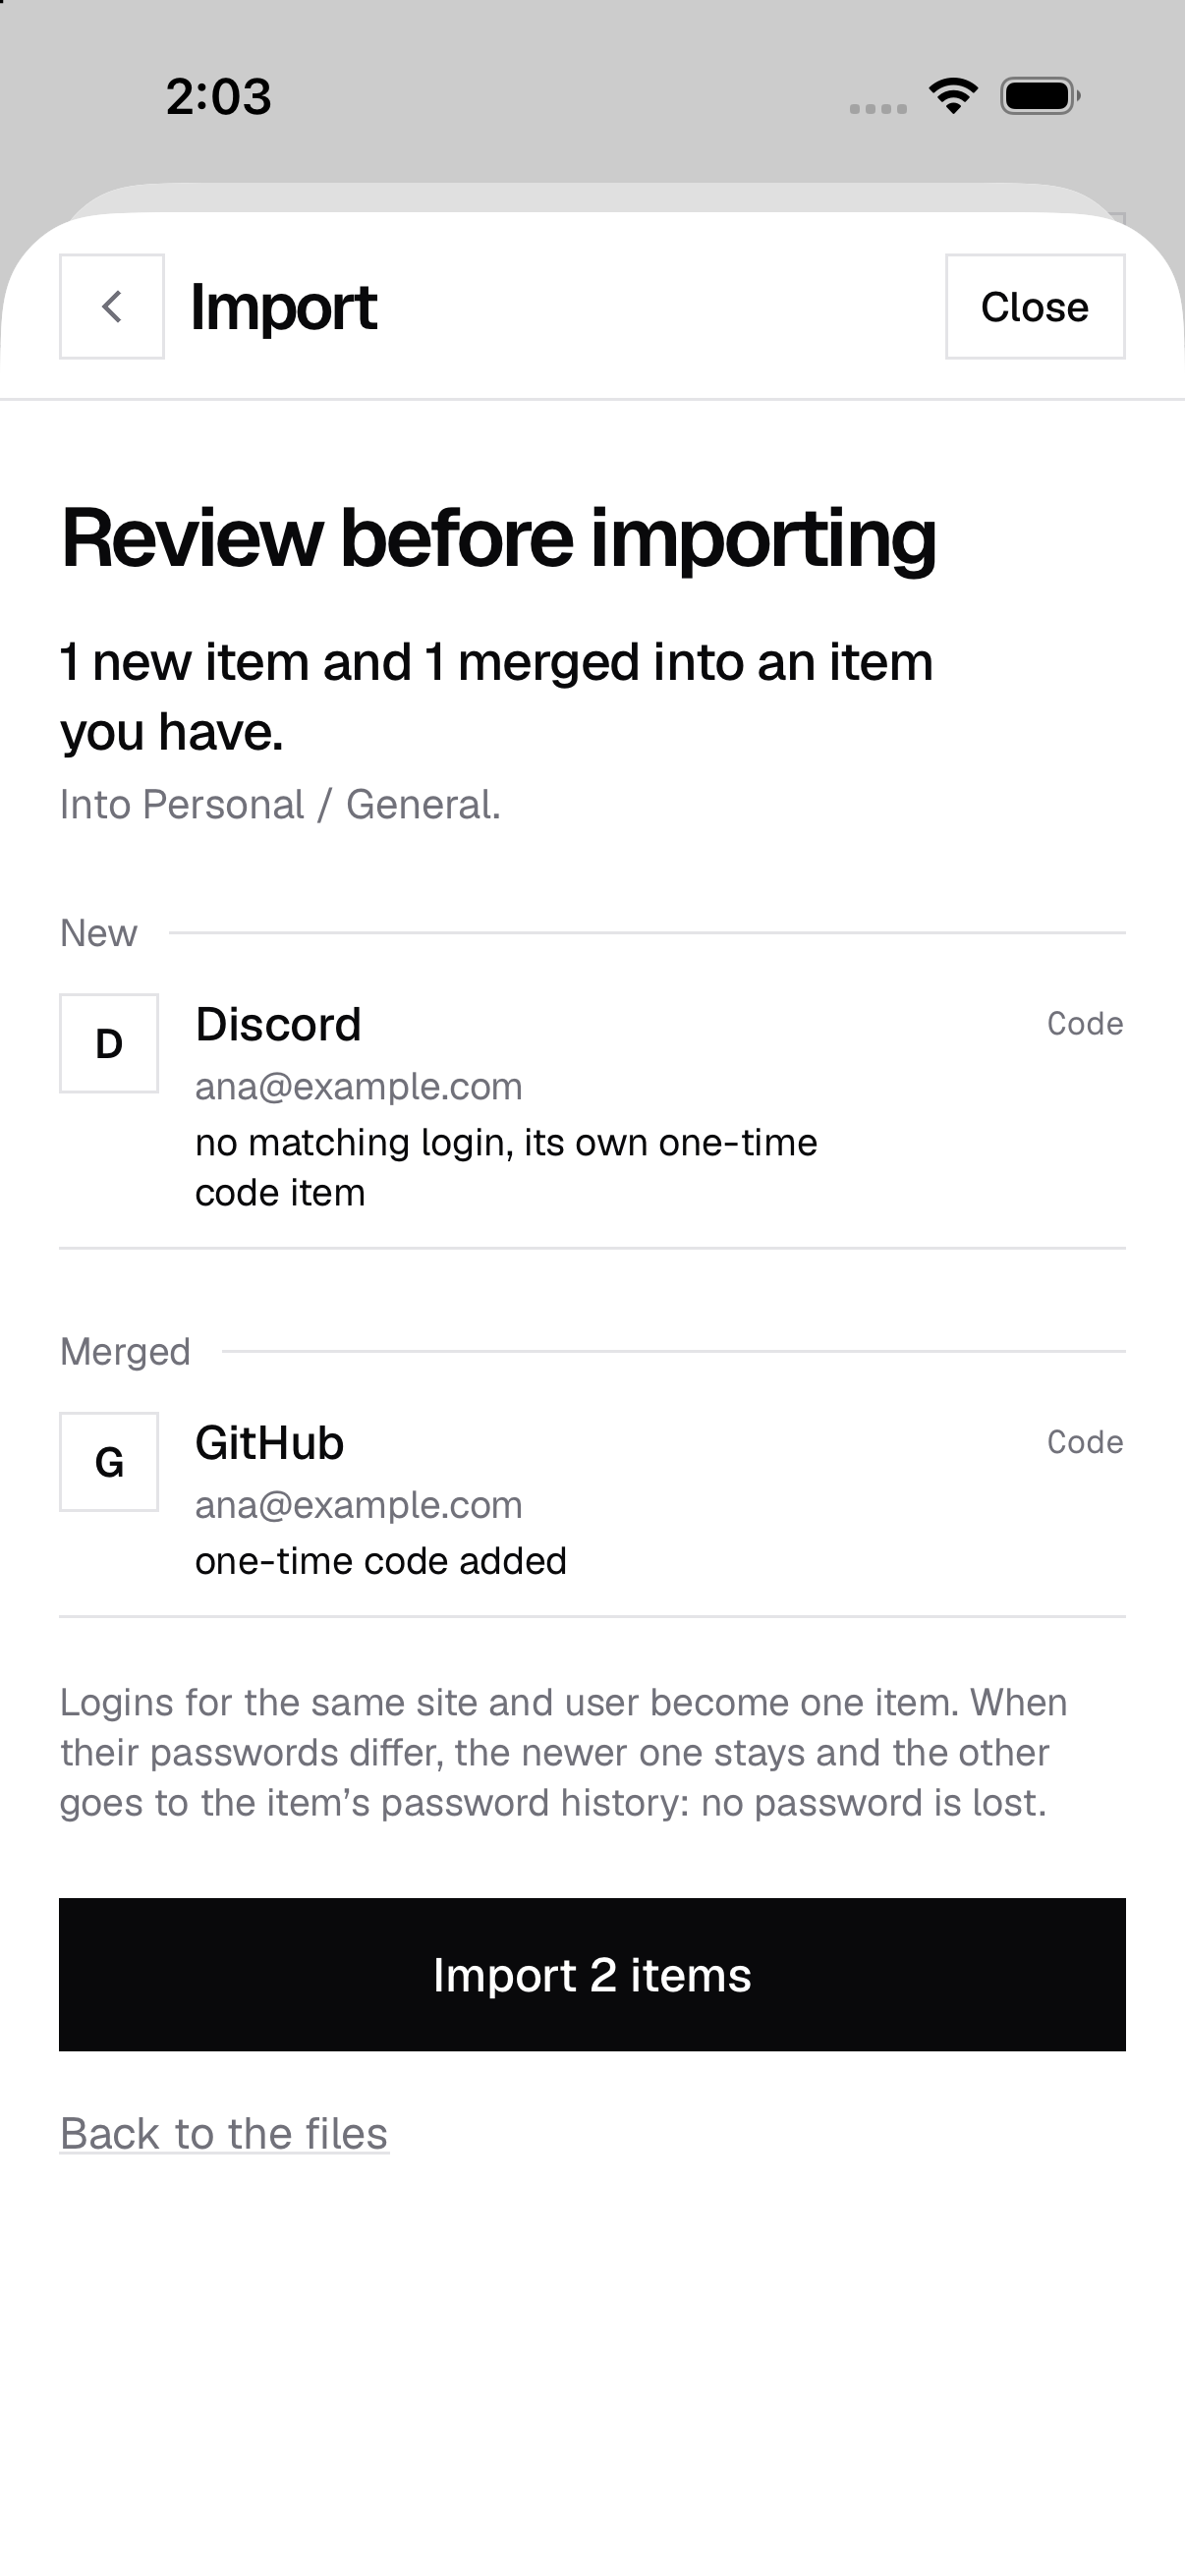 2:03
Import
Close
Review before importing
1 new item and 1 merged into an item
you have.
Into Personal / General.
New
D
Discord
Code
ana@example.com
no matching login, its own one-time
code item
Merged
G
GitHub
Code
ana@example.com
one-time code added
Logins for the same site and user become one item. When
their passwords differ, the newer one stays and the other
goes to the item’s password history: no password is lost.
Import 2 items
Back to the files